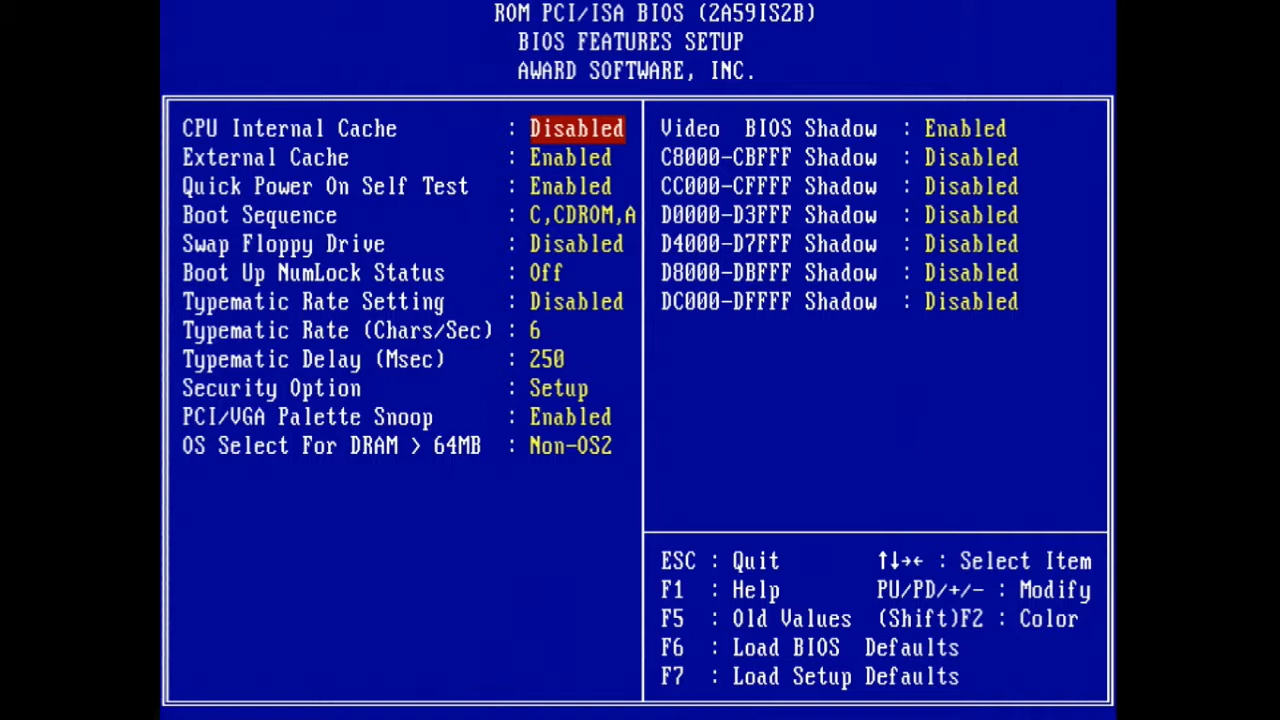 ROM PCI/ISA BIOS (2A59IS2B)
BIOS FEATURES SETUP
AWARD SOFTWARE, INC.
CPU Internal Cache : Disabled
External Cache : Enabled
Quick Power On Self Test : Enabled
Boot Sequence : C,CDROM,A
Swap Floppy Drive : Disabled
Boot Up NumLock Status : Off
Typematic Rate Setting : Disabled
Typematic Rate (Chars/Sec) : 6
Typematic Delay (Msec) : 250
Security Option : Setup
PCI/VGA Palette Snoop : Enabled
OS Select For DRAM > 64MB : Non-OS2
Video BIOS Shadow : Enabled
C8000-CBFFF Shadow : Disabled
CC000-CFFFF Shadow : Disabled
D0000-D3FFF Shadow : Disabled
D4000-D7FFF Shadow : Disabled
D8000-DBFFF Shadow : Disabled
DC000-DFFFF Shadow : Disabled
ESC : Quit ↑↓→← : Select Item
F1 : Help PU/PD/+/- : Modify
F5 : Old Values (Shift)F2 : Color
F6 : Load BIOS Defaults
F7 : Load Setup Defaults